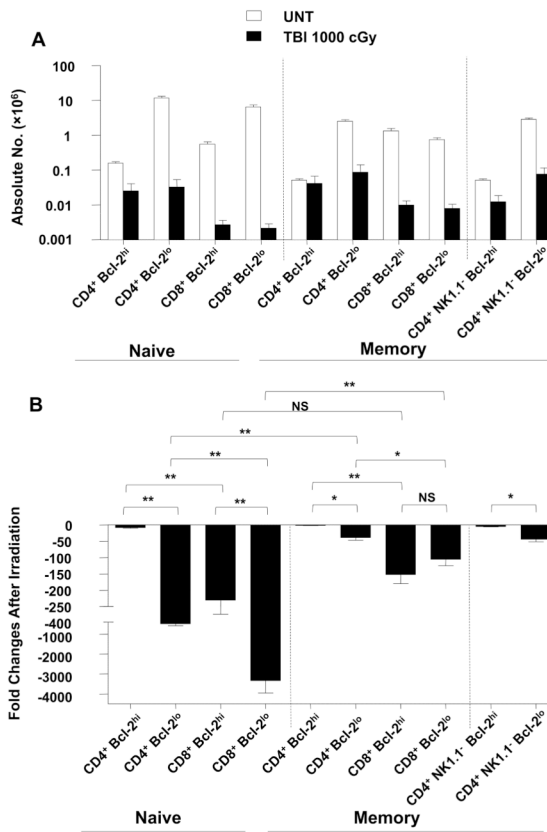 UNT
TBI 1000 cGy
A
Absolute No. (×10⁶)
100
10
1
0.1
0.01
0.001
CD4⁺ Bcl-2ʰⁱ
CD4⁺ Bcl-2ˡᵒ
CD8⁺ Bcl-2ʰⁱ
CD8⁺ Bcl-2ˡᵒ
CD4⁺ Bcl-2ʰⁱ
CD4⁺ Bcl-2ˡᵒ
CD8⁺ Bcl-2ʰⁱ
CD8⁺ Bcl-2ˡᵒ
CD4⁺ NK1.1⁻ Bcl-2ʰⁱ
CD4⁺ NK1.1⁻ Bcl-2ˡᵒ
Naive
Memory
B
**
NS
**
**
*
**
**
**
**
*
NS
*
Fold Changes After Irradiation
0
-50
-100
-150
-200
-250
-400
-1000
-2000
-3000
-4000
CD4⁺ Bcl-2ʰⁱ
CD4⁺ Bcl-2ˡᵒ
CD8⁺ Bcl-2ʰⁱ
CD8⁺ Bcl-2ˡᵒ
CD4⁺ Bcl-2ʰⁱ
CD4⁺ Bcl-2ˡᵒ
CD8⁺ Bcl-2ʰⁱ
CD8⁺ Bcl-2ˡᵒ
CD4⁺ NK1.1⁻ Bcl-2ʰⁱ
CD4⁺ NK1.1⁻ Bcl-2ˡᵒ
Naive
Memory